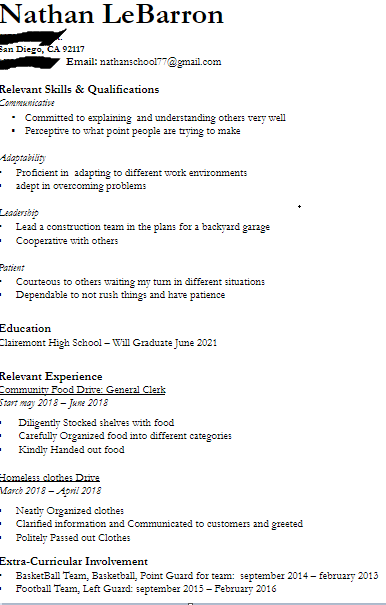 Nathan LeBarron
San Diego, CA 92117
Email: nathanschool77@gmail.com
Relevant Skills & Qualifications
Communicative
• Committed to explaining and understanding others very well
• Perceptive to what point people are trying to make
Adaptability
• Proficient in adapting to different work environments
• adept in overcoming problems
Leadership
• Lead a construction team in the plans for a backyard garage
• Cooperative with others
Patient
• Courteous to others waiting my turn in different situations
• Dependable to not rush things and have patience
Education
Clairemont High School – Will Graduate June 2021
Relevant Experience
Community Food Drive: General Clerk
Start may 2018 – June 2018
• Diligently Stocked shelves with food
• Carefully Organized food into different categories
• Kindly Handed out food
Homeless clothes Drive
March 2018 – April 2018
• Neatly Organized clothes
• Clarified information and Communicated to customers and greeted
• Politely Passed out Clothes
Extra-Curricular Involvement
• BasketBall Team, Basketball, Point Guard for team: september 2014 – february 2013
• Football Team, Left Guard: september 2015 – February 2016